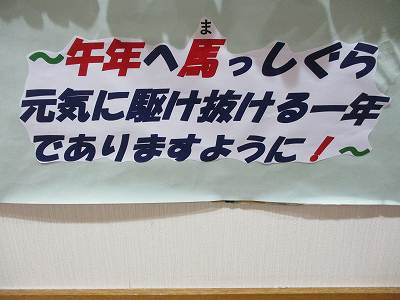 ま
～午年へ馬っしぐら
元気に駆け抜ける一年
でありますように！～